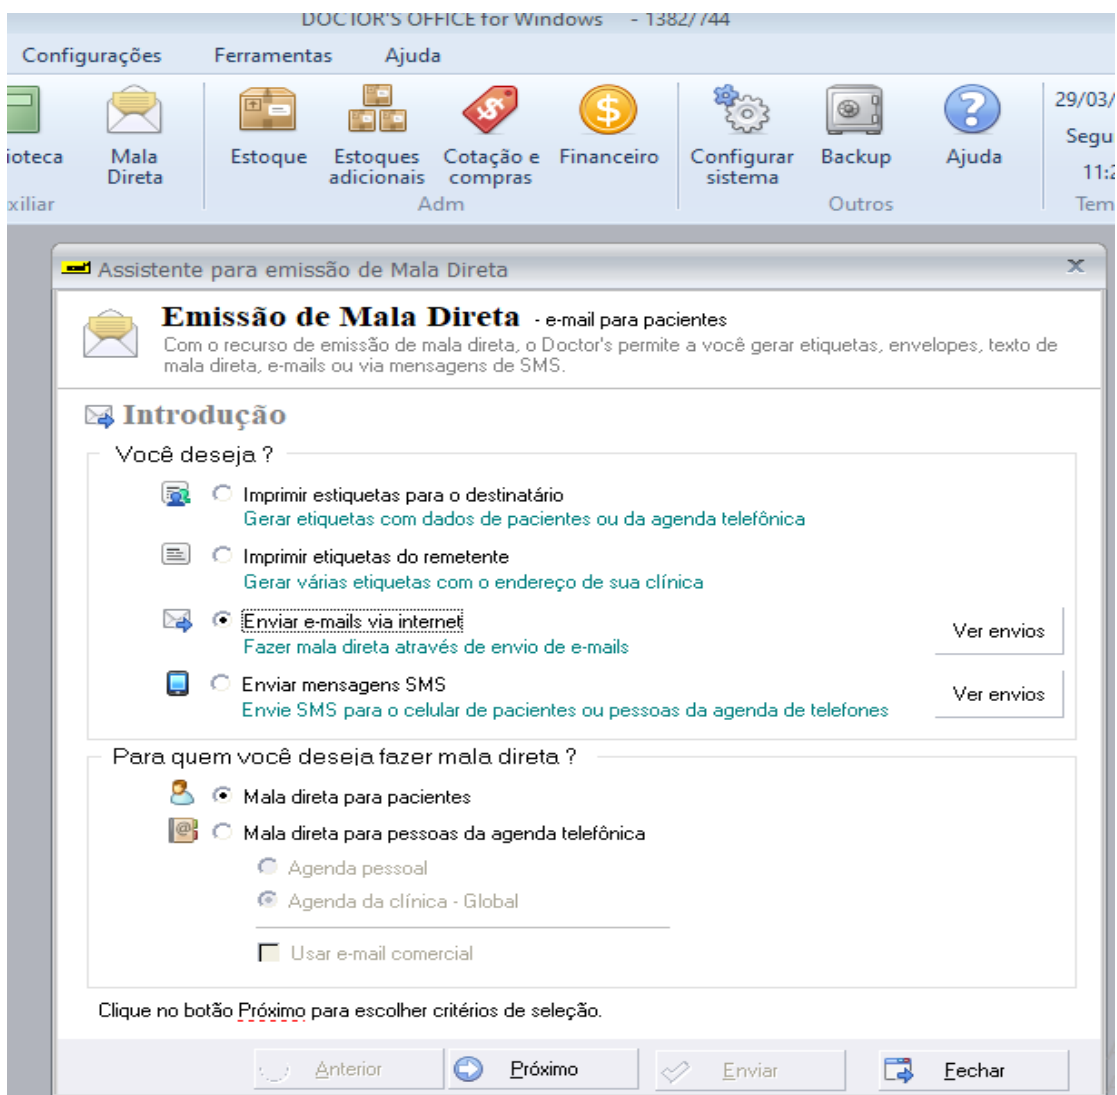 DOCTOR'S OFFICE for Windows - 1382/744
Configurações Ferramentas Ajuda
ioteca Mala Direta Estoque Estoques adicionais Cotação e compras Financeiro Configurar sistema Backup Ajuda
29/03/
Segu
11:2
xiliar Adm Outros Tem
Assistente para emissão de Mala Direta x
Emissão de Mala Direta - e-mail para pacientes
Com o recurso de emissão de mala direta, o Doctor's permite a você gerar etiquetas, envelopes, texto de
mala direta, e-mails ou via mensagens de SMS.
Introdução
Você deseja ?
Imprimir estiquetas para o destinatário
Gerar etiquetas com dados de pacientes ou da agenda telefônica
Imprimir etiquetas do remetente
Gerar várias etiquetas com o endereço de sua clínica
Enviar e-mails via internet
Fazer mala direta através de envio de e-mails
Ver envios
Enviar mensagens SMS
Envie SMS para o celular de pacientes ou pessoas da agenda de telefones
Ver envios
Para quem você deseja fazer mala direta ?
Mala direta para pacientes
Mala direta para pessoas da agenda telefônica
Agenda pessoal
Agenda da clínica - Global
Usar e-mail comercial
Clique no botão Próximo para escolher critérios de seleção.
Anterior Próximo Enviar Fechar